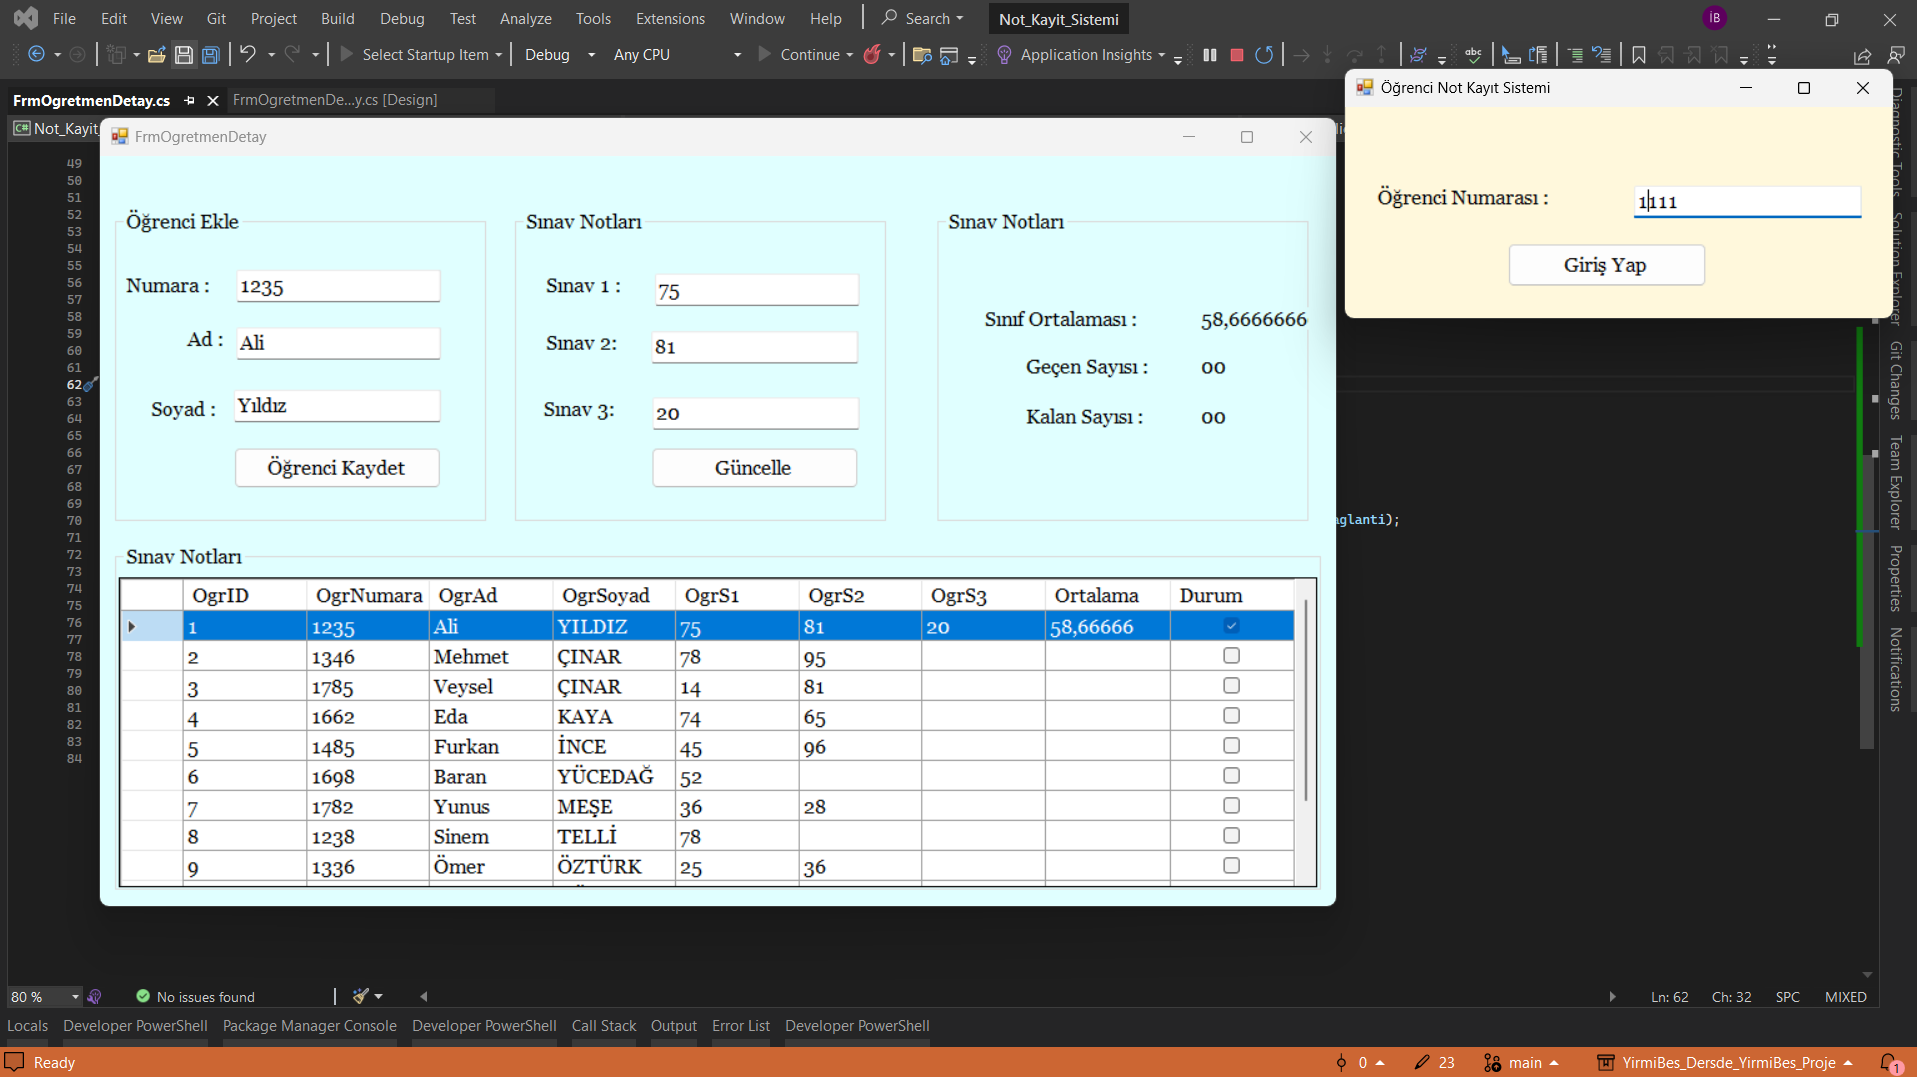 File Edit View Git Project Build Debug Test Analyze Tools Extensions Window Help Search Not_Kayit_Sistemi İB
Select Startup Item Debug Any CPU Continue Application Insights
FrmOgretmenDetay.cs FrmOgretmenDe...y.cs [Design]
C# Not_Kayit_
FrmOgretmenDetay
Öğrenci Ekle
Numara : 1235
Ad : Ali
Soyad : Yıldız
Öğrenci Kaydet
Sınav Notları
Sınav 1 : 75
Sınav 2: 81
Sınav 3: 20
Güncelle
Sınav Notları
Sınıf Ortalaması : 58,6666666
Geçen Sayısı : 00
Kalan Sayısı : 00
Sınav Notları
OgrID OgrNumara OgrAd OgrSoyad OgrS1 OgrS2 OgrS3 Ortalama Durum
1 1235 Ali YILDIZ 75 81 20 58,66666
2 1346 Mehmet ÇINAR 78 95
3 1785 Veysel ÇINAR 14 81
4 1662 Eda KAYA 74 65
5 1485 Furkan İNCE 45 96
6 1698 Baran YÜCEDAĞ 52
7 1782 Yunus MEŞE 36 28
8 1238 Sinem TELLİ 78
9 1336 Ömer ÖZTÜRK 25 36
Öğrenci Not Kayıt Sistemi
Öğrenci Numarası : 1111
Giriş Yap
aglanti);
49
50
51
52
53
54
55
56
57
58
59
60
61
62
63
64
65
66
67
68
69
70
71
72
73
74
75
76
77
78
79
80
81
82
83
84
Diagnostic Tools
Solution Explorer
Git Changes
Team Explorer
Properties
Notifications
80 % No issues found Ln: 62 Ch: 32 SPC MIXED
Locals Developer PowerShell Package Manager Console Developer PowerShell Call Stack Output Error List Developer PowerShell
Ready 0 23 main YirmiBes_Dersde_YirmiBes_Proje 1